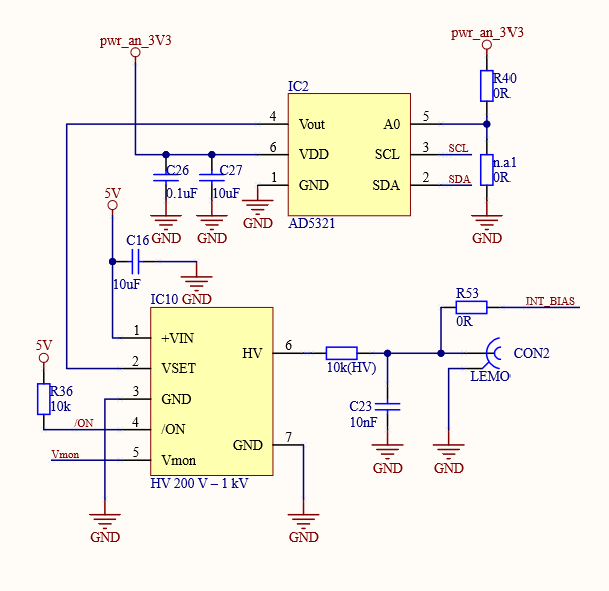 pwr_an_3V3
pwr_an_3V3
IC2
R40
0R
4
Vout
A0
5
6
VDD
SCL
3
SCL
n.a1
0R
C26
C27
0.1uF
10uF
1
GND
SDA
2
SDA
5V
GND
GND
GND
AD5321
GND
C16
10uF
GND
IC10
R53
INT_BIAS
0R
1
+VIN
5V
6
HV
CON2
2
VSET
10k(HV)
LEMO
R36
10k
3
GND
C23
10nF
/ON
4
/ON
7
GND
Vmon
5
Vmon
GND
GND
HV 200 V – 1 kV
GND
GND